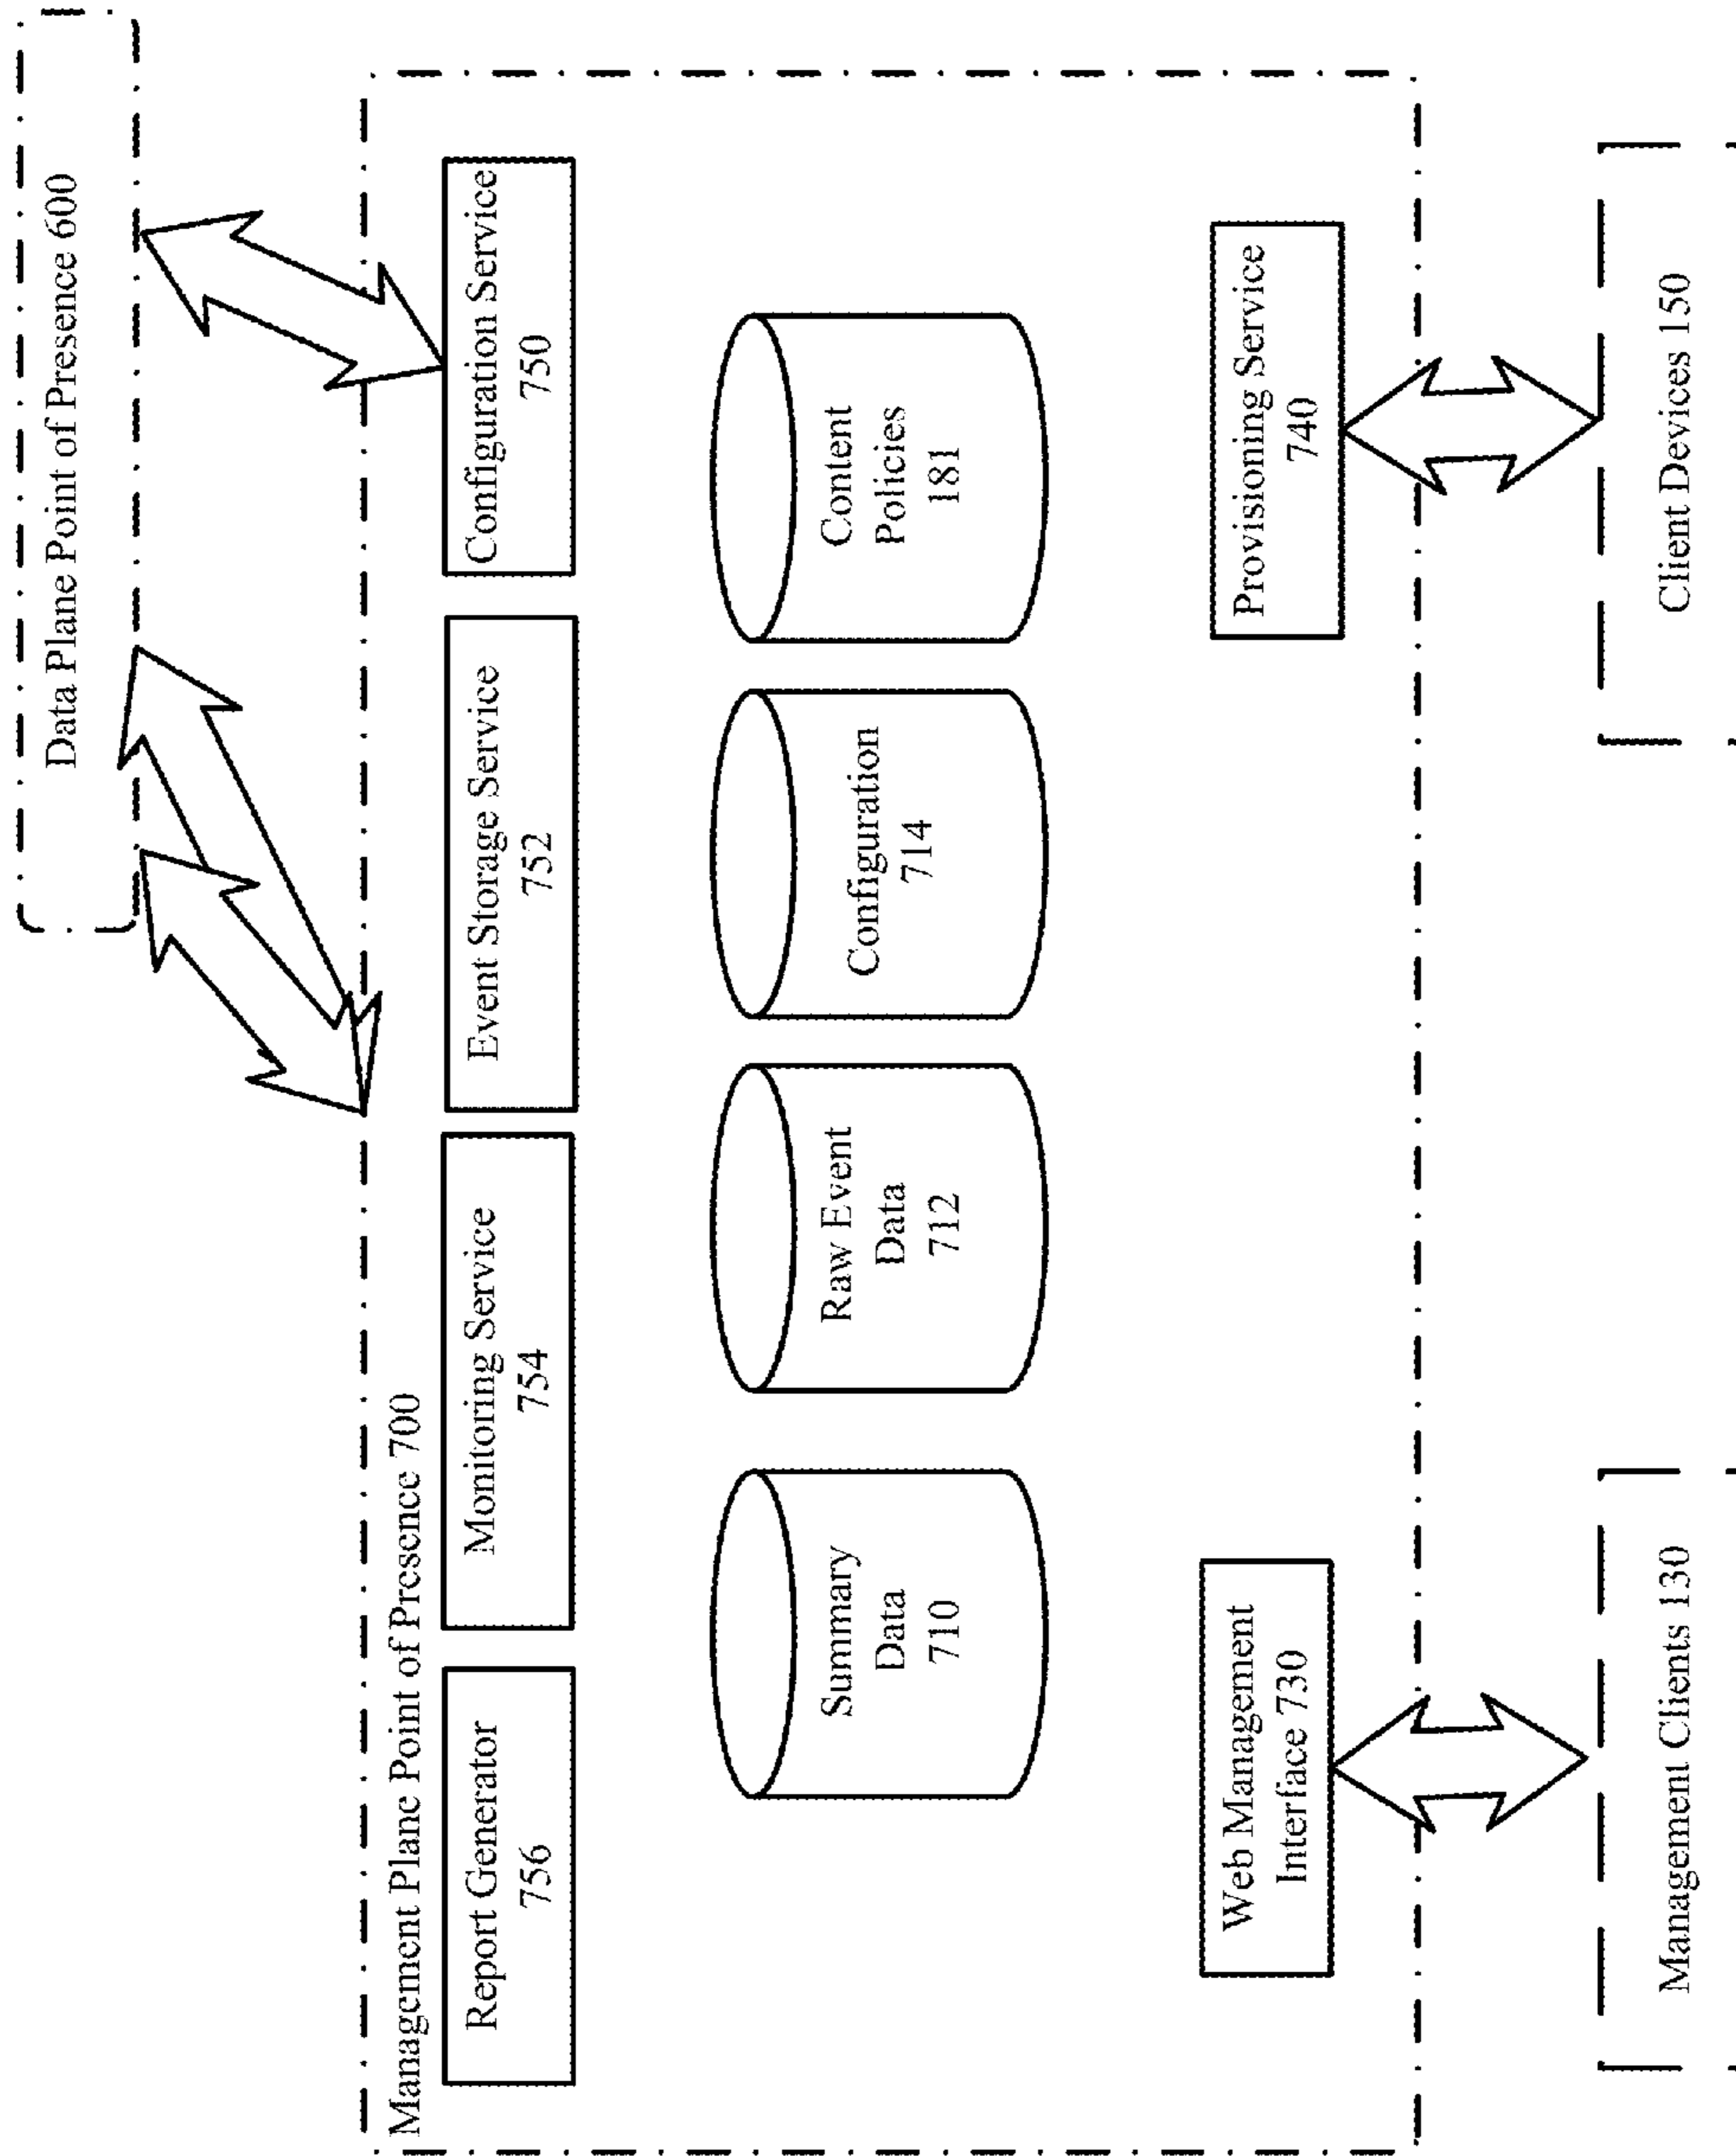 Data Plane Point of Presence 600
Management Plane Point of Presence 700
Report Generator
756
Monitoring Service
754
Event Storage Service
752
Configuration Service
750
Summary
Data
710
Raw Event
Data
712
Configuration
714
Content
Policies
181
Web Management
Interface 730
Provisioning Service
740
Management Clients 130
Client Devices 150